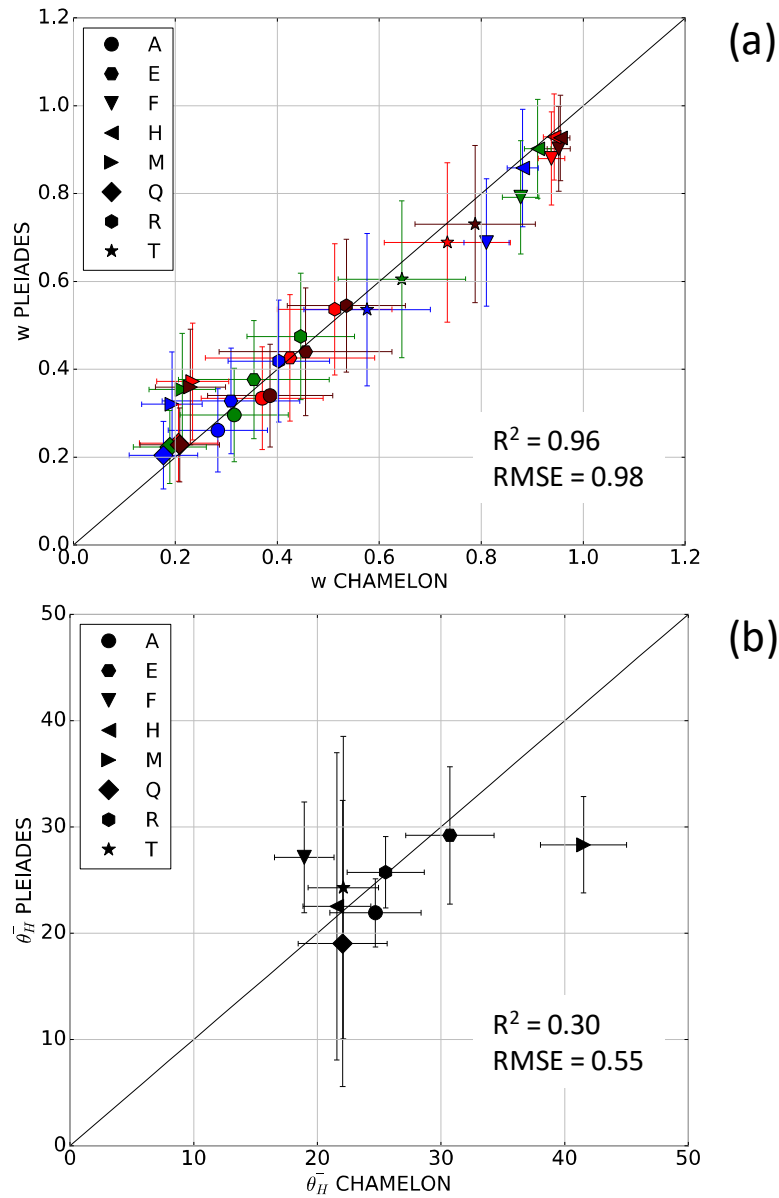 (a)
1.2
1.0
0.8
0.6
0.4
0.2
0.0
w PLEIADES
A
E
F
H
M
Q
R
T
R² = 0.96
RMSE = 0.98
0.0 0.2 0.4 0.6 0.8 1.0 1.2
w CHAMELON
(b)
50
40
30
20
10
0
θ̄_H PLEIADES
A
E
F
H
M
Q
R
T
R² = 0.30
RMSE = 0.55
0 10 20 30 40 50
θ̄_H CHAMELON